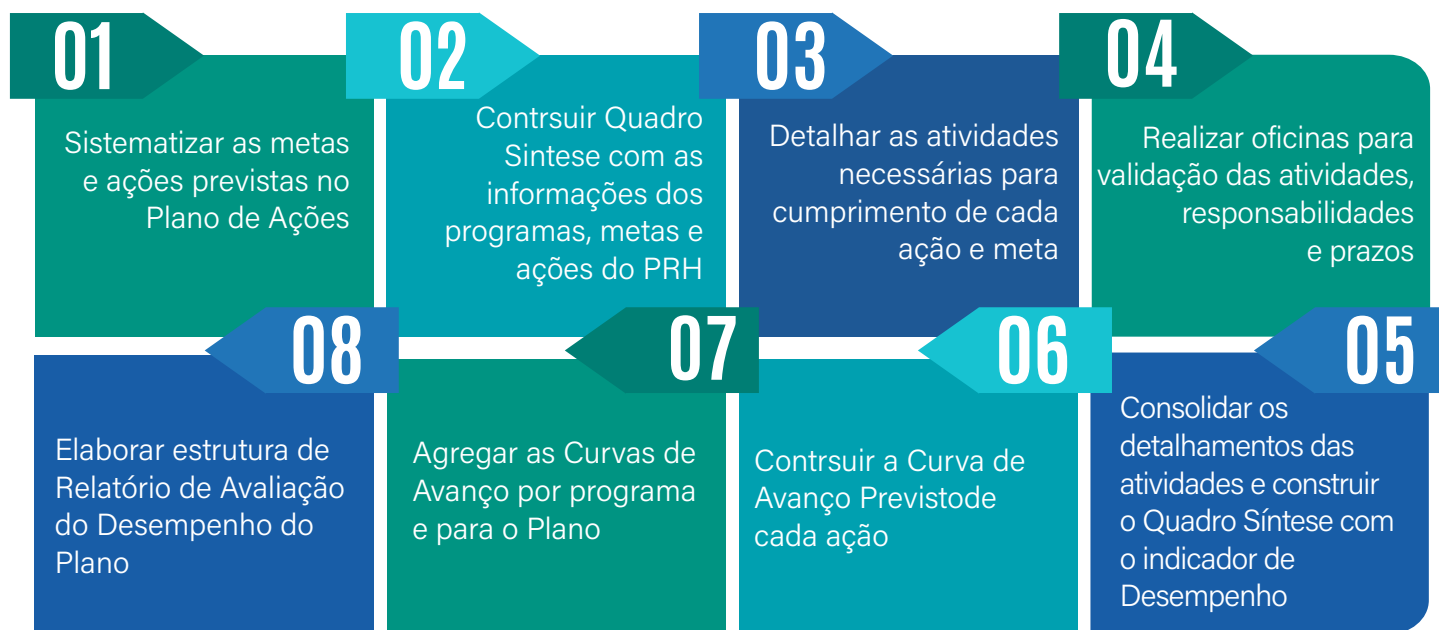 01
Sistematizar as metas
e ações previstas no
Plano de Ações
02
Contrsuir Quadro
Sintese com as
informações dos
programas, metas e
ações do PRH
03
Detalhar as atividades
necessárias para
cumprimento de cada
ação e meta
04
Realizar oficinas para
validação das atividades,
responsabilidades
e prazos
05
Consolidar os
detalhamentos das
atividades e construir
o Quadro Síntese com
o indicador de
Desempenho
06
Contrsuir a Curva de
Avanço Previstode
cada ação
07
Agregar as Curvas de
Avanço por programa
e para o Plano
08
Elaborar estrutura de
Relatório de Avaliação
do Desempenho do
Plano